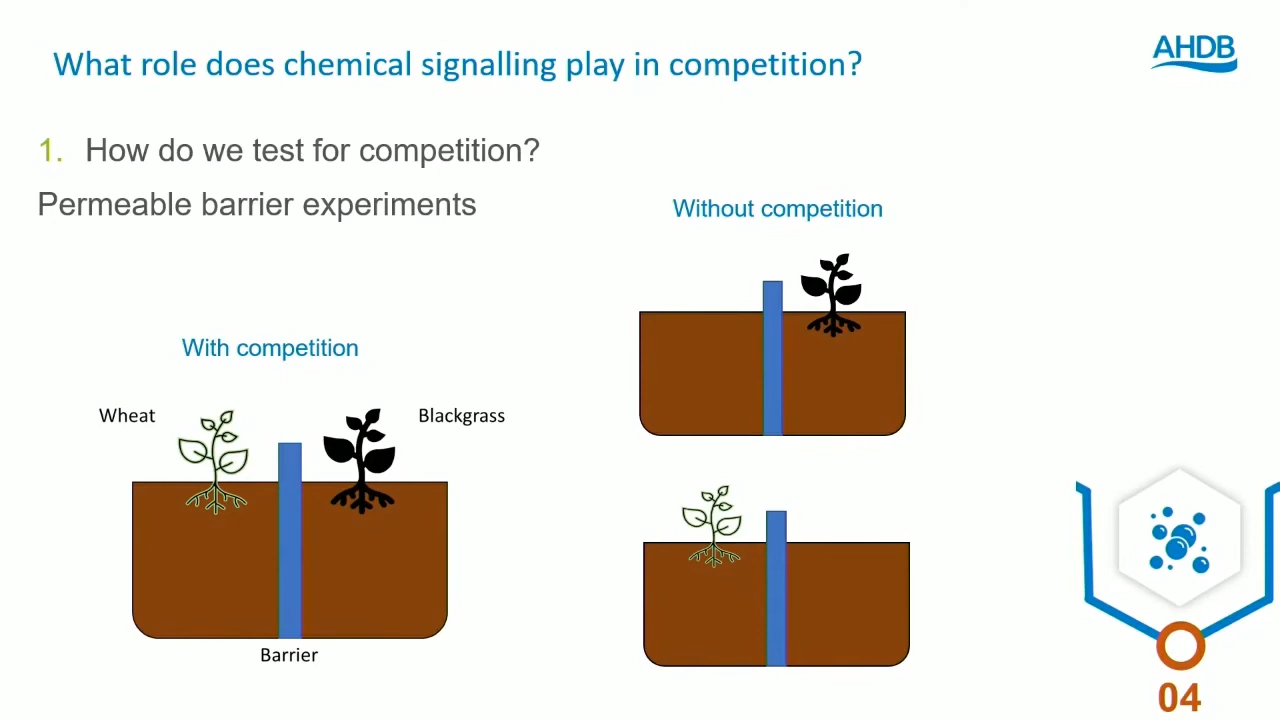 What role does chemical signalling play in competition?
AHDB
1. How do we test for competition?
Permeable barrier experiments
Without competition
With competition
Wheat
Blackgrass
Barrier
04